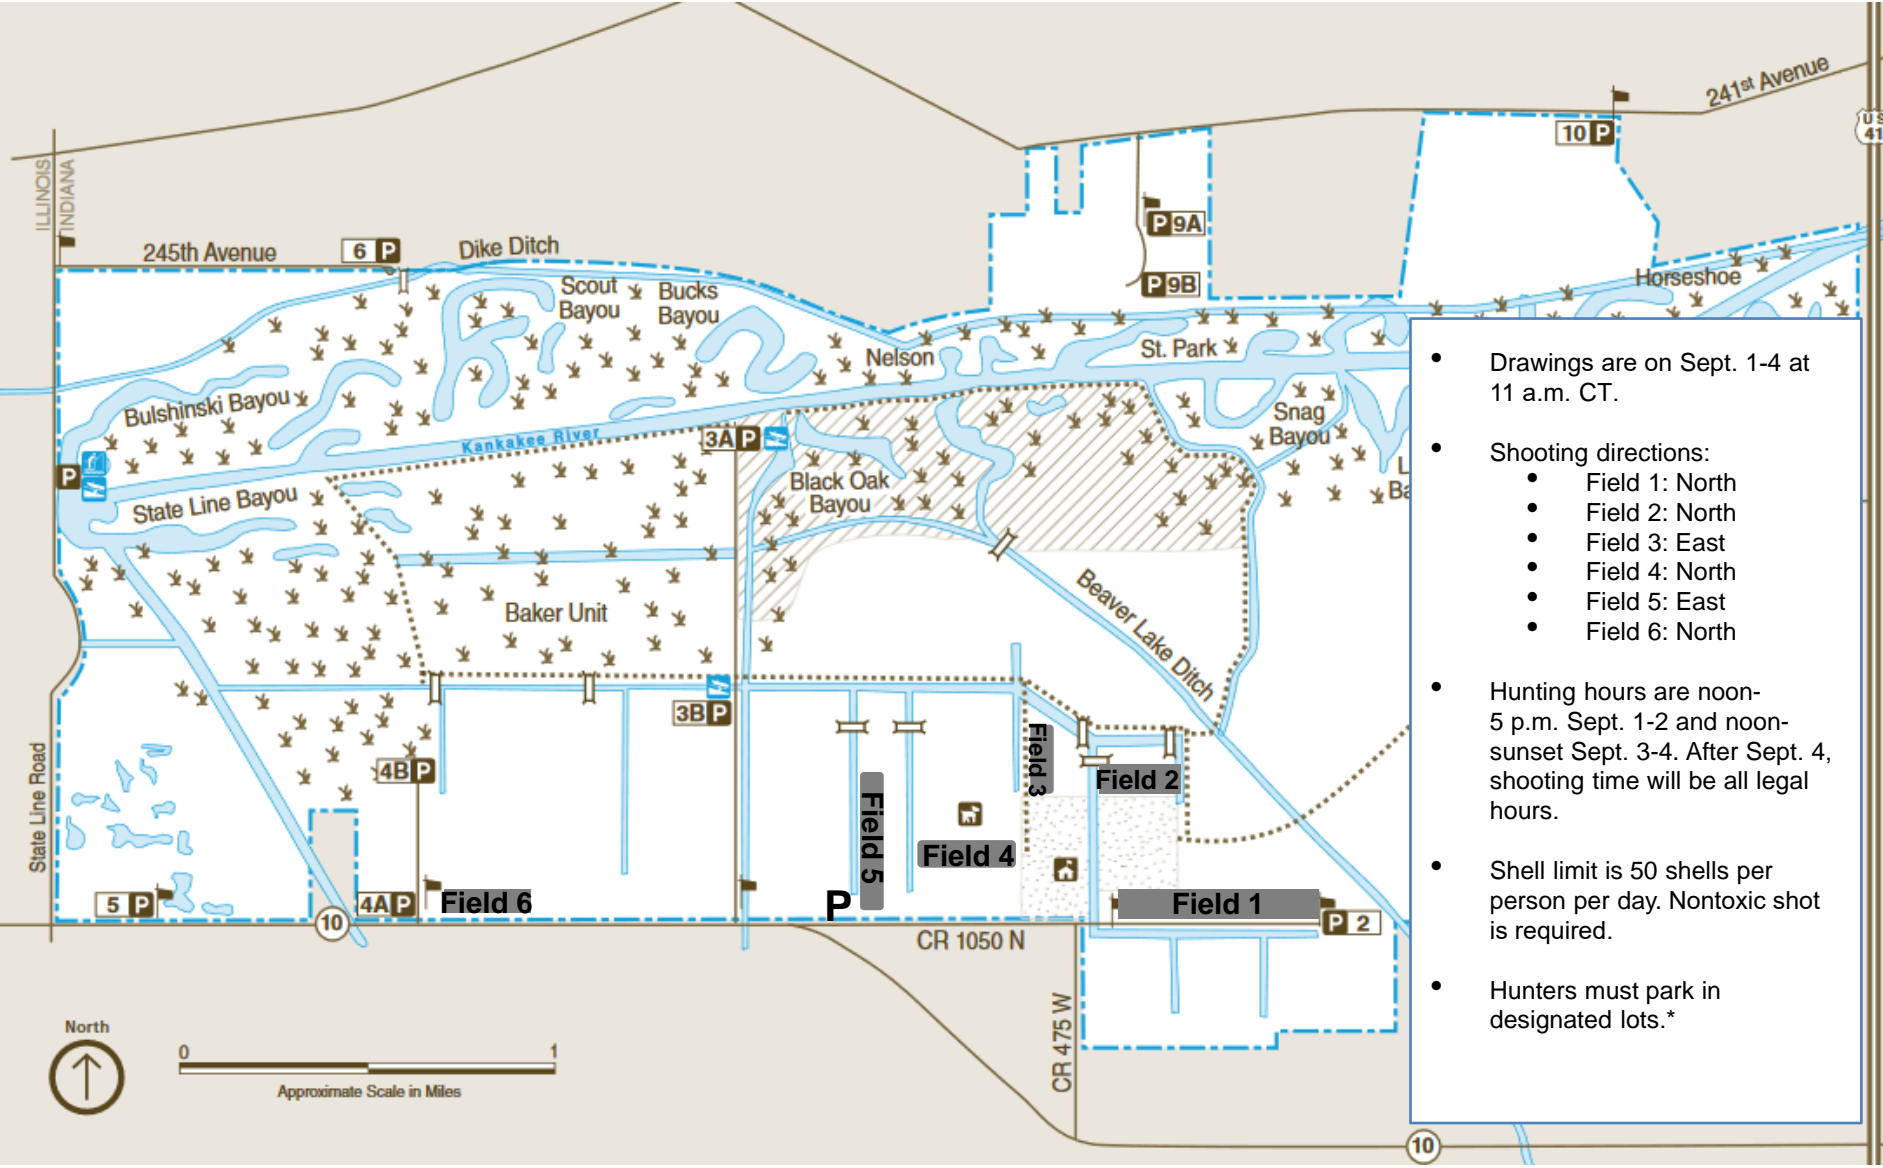 241st Avenue
US
41
10 P
ILLINOIS
INDIANA
P 9A
245th Avenue
6 P
Dike Ditch
P 9B
Horseshoe
Scout
Bayou
Bucks
Bayou
Nelson
St. Park
Bulshinski Bayou
Kankakee River
3A P
Snag
Bayou
P
State Line Bayou
Black Oak
Bayou
L
Ba
Baker Unit
Beaver Lake Ditch
3B P
State Line Road
4B P
Field 3
Field 2
Field 5
Field 4
5 P
4A P
Field 6
P
Field 1
P 2
10
CR 1050 N
CR 475 W
North
0 1
Approximate Scale in Miles
10
• Drawings are on Sept. 1-4 at
11 a.m. CT.
• Shooting directions:
• Field 1: North
• Field 2: North
• Field 3: East
• Field 4: North
• Field 5: East
• Field 6: North
• Hunting hours are noon-
5 p.m. Sept. 1-2 and noon-
sunset Sept. 3-4. After Sept. 4,
shooting time will be all legal
hours.
• Shell limit is 50 shells per
person per day. Nontoxic shot
is required.
• Hunters must park in
designated lots.*